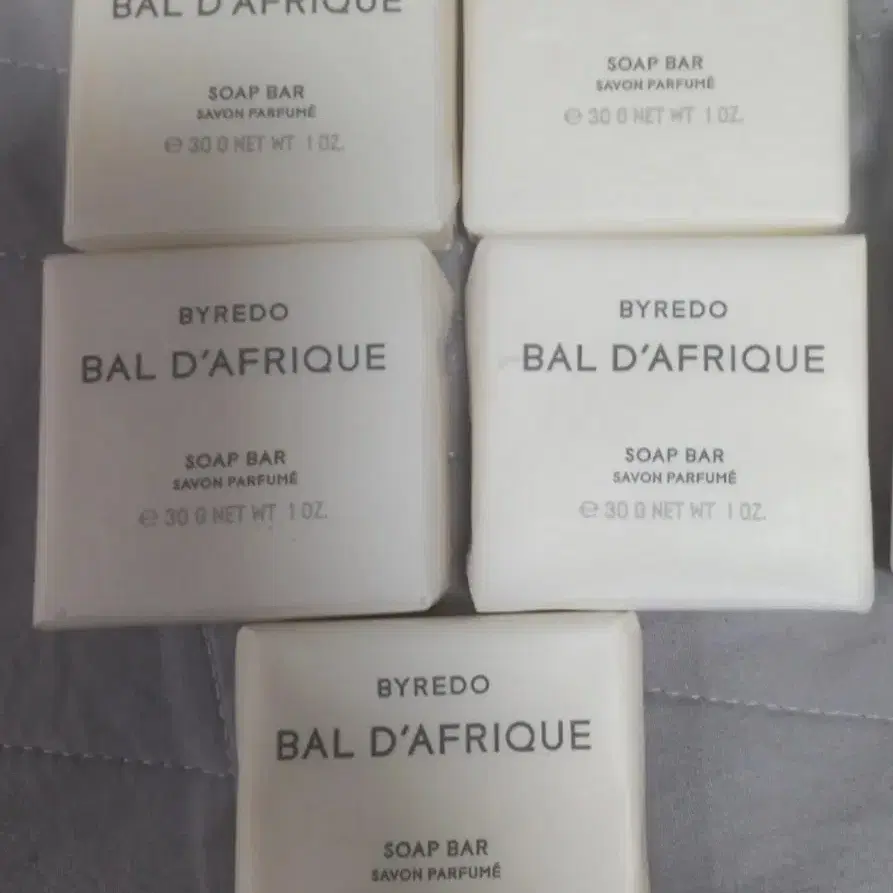 BAL D'AFRIQUE
SOAP BAR
SAVON PARFUMÉ
℮ 30 G NET WT 1 OZ.
SOAP BAR
SAVON PARFUMÉ
℮ 30 G NET WT 1 OZ.
BYREDO
BAL D'AFRIQUE
SOAP BAR
SAVON PARFUMÉ
℮ 30 G NET WT 1 OZ.
BYREDO
BAL D'AFRIQUE
SOAP BAR
SAVON PARFUMÉ
℮ 30 G NET WT 1 OZ.
BYREDO
BAL D'AFRIQUE
SOAP BAR
SAVON PARFUMÉ